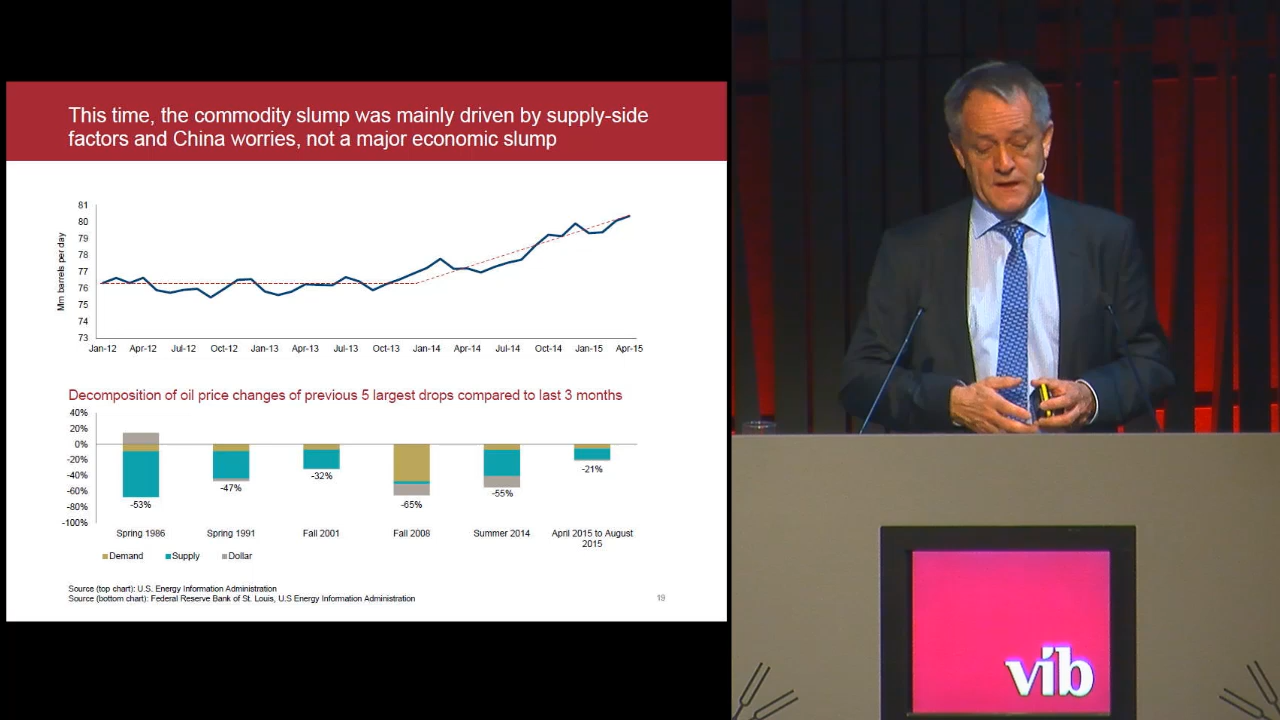 This time, the commodity slump was mainly driven by supply-side
factors and China worries, not a major economic slump
81
80
79
78
77
76
75
74
73
Mm barrels per day
Jan-12 Apr-12 Jul-12 Oct-12 Jan-13 Apr-13 Jul-13 Oct-13 Jan-14 Apr-14 Jul-14 Oct-14 Jan-15 Apr-15
Decomposition of oil price changes of previous 5 largest drops compared to last 3 months
40%
20%
0%
-20%
-40%
-60%
-80%
-100%
-53%
-47%
-32%
-65%
-55%
-21%
Spring 1986 Spring 1991 Fall 2001 Fall 2008 Summer 2014 April 2015 to August
2015
Demand Supply Dollar
Source (top chart): U.S. Energy Information Administration
Source (bottom chart): Federal Reserve Bank of St. Louis, U.S Energy Information Administration
19
vib